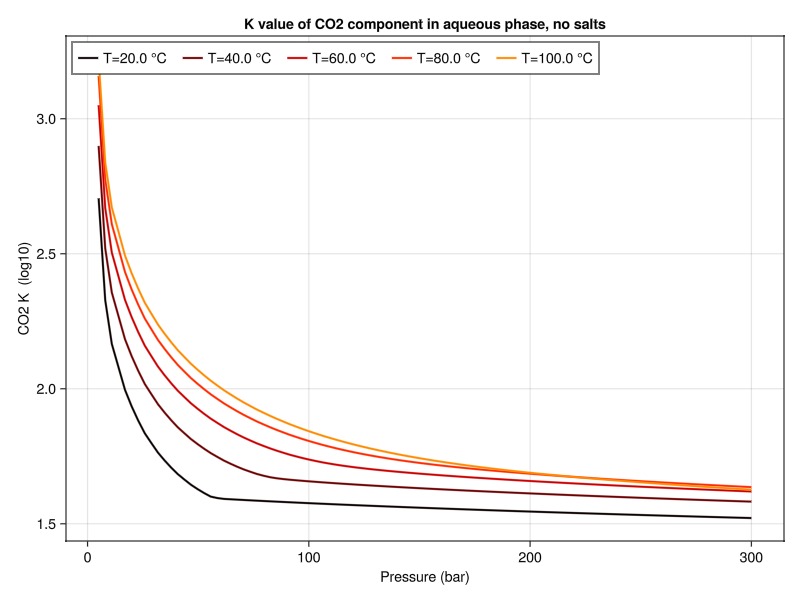 K value of CO2 component in aqueous phase, no salts
T=20.0 °C T=40.0 °C T=60.0 °C T=80.0 °C T=100.0 °C
3.0
2.5
2.0
1.5
CO2 K (log10)
0 100 200 300
Pressure (bar)